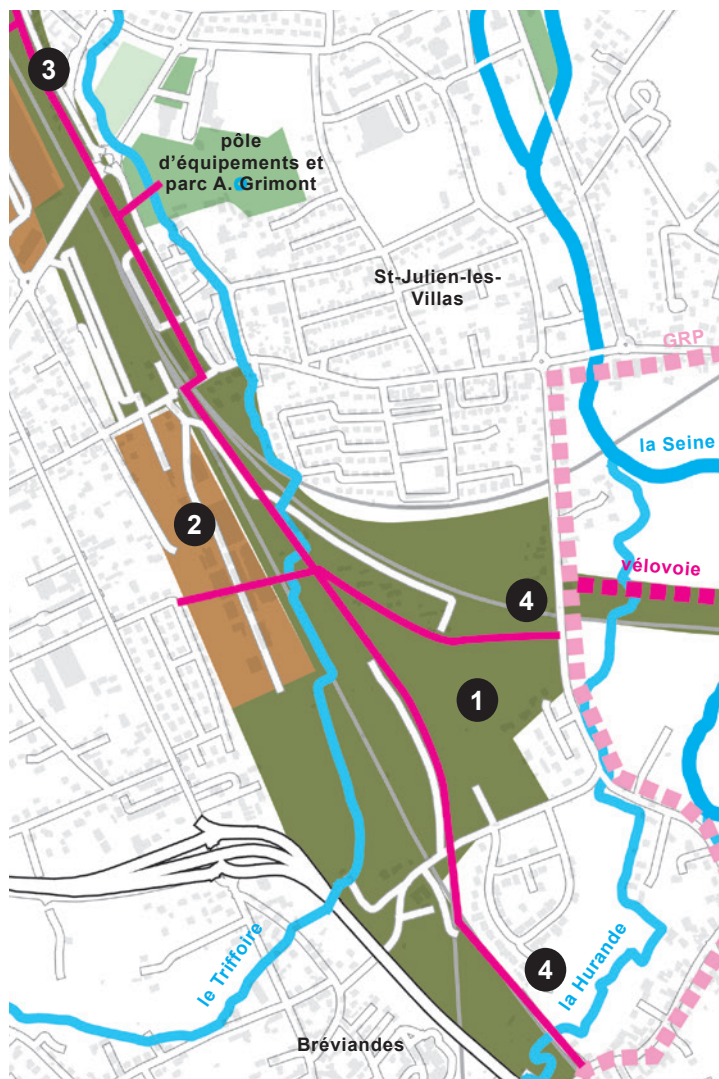 3
pôle
d'équipements et
parc A. Grimont
St-Julien-les-
Villas
GRP
la Seine
2
vélovoie
4
1
le Triffoire
4
la Hurande
Bréviandes